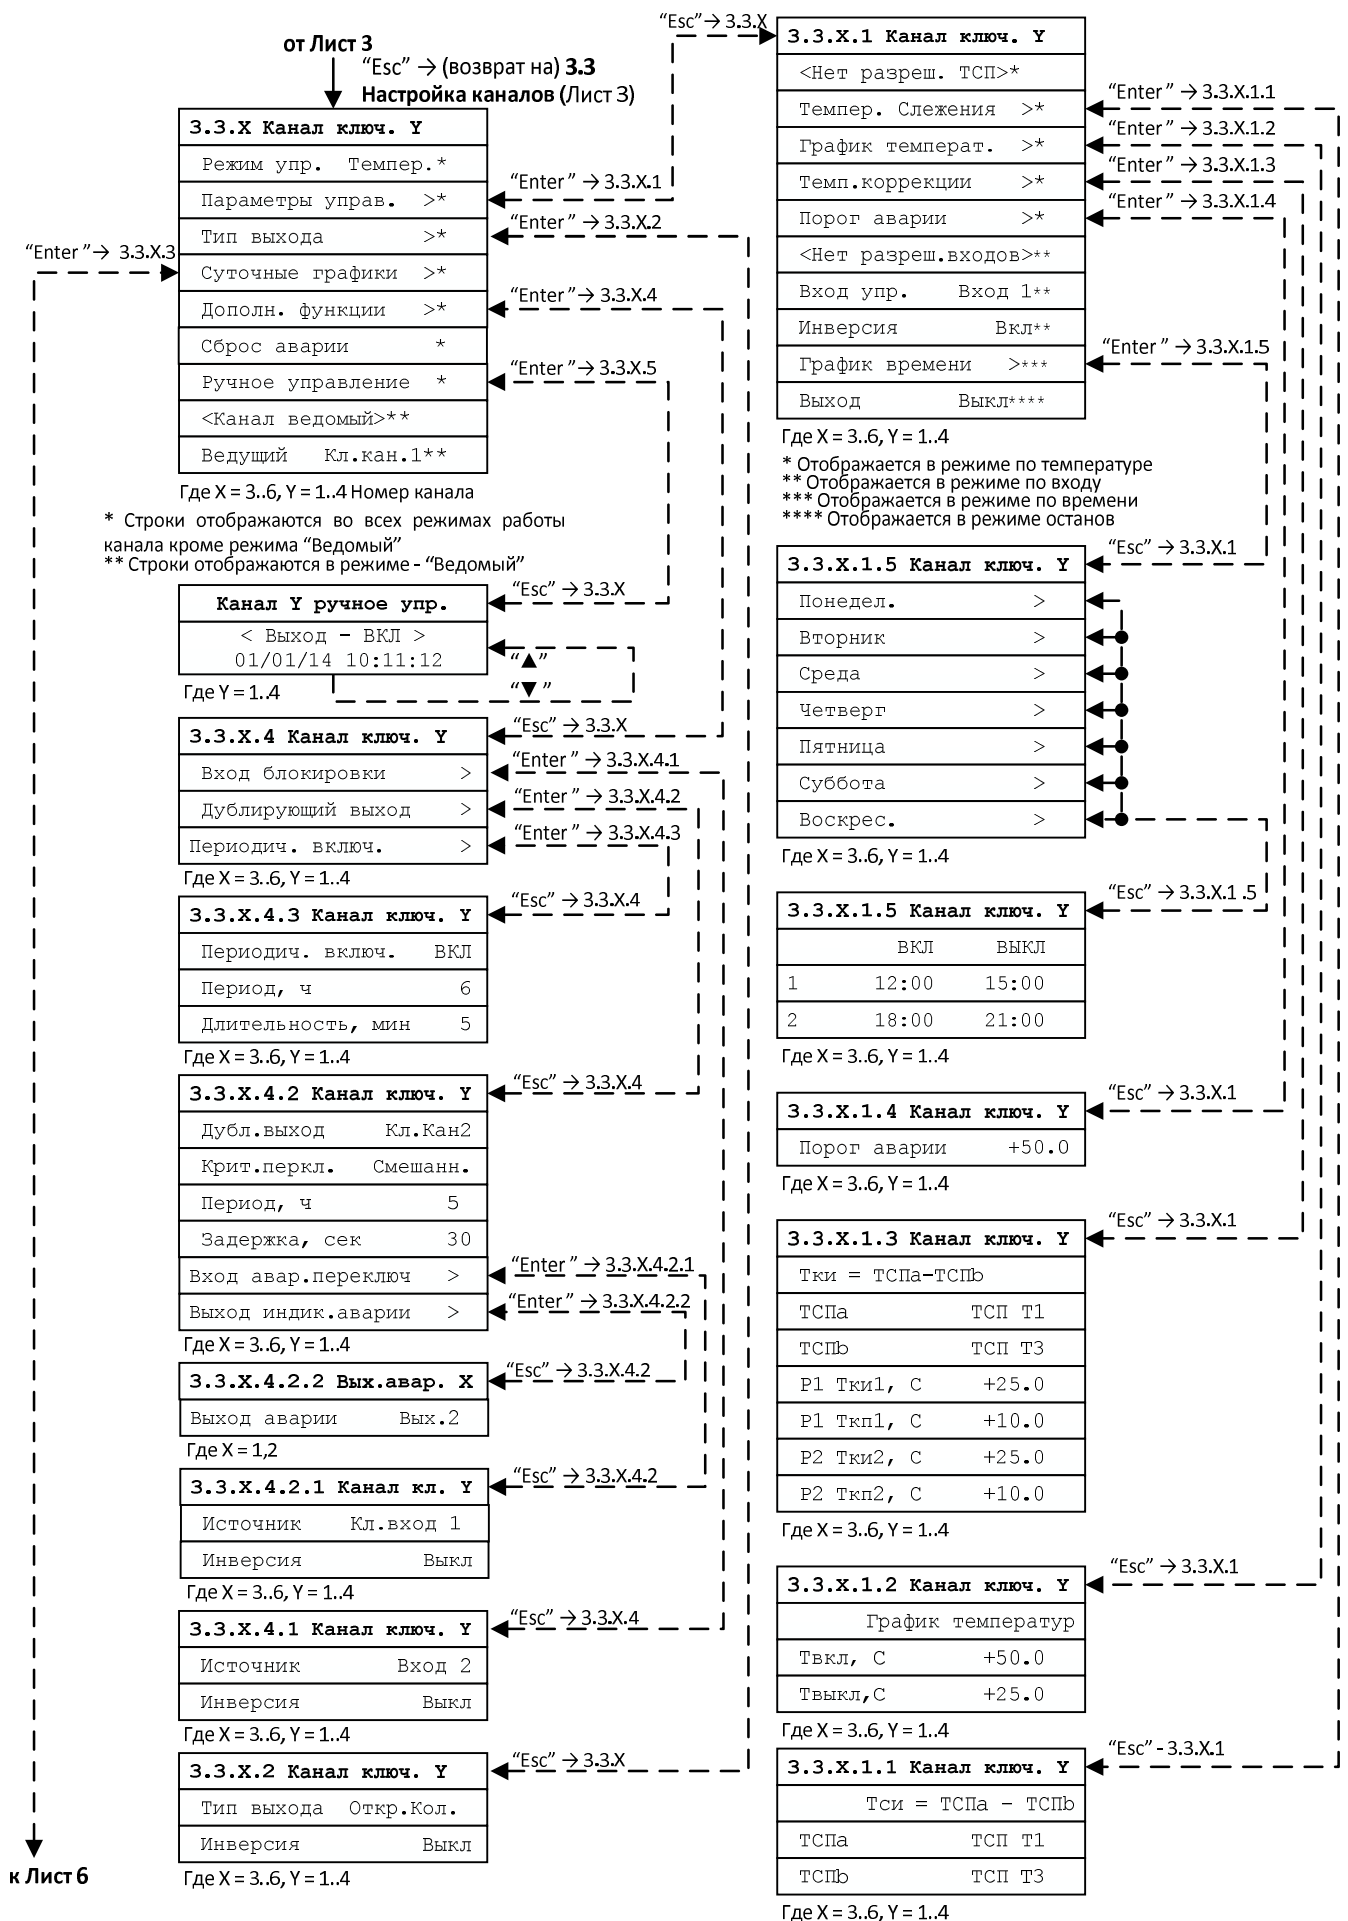 от Лист 3
“Esc” → (возврат на) 3.3
Настройка каналов (Лист 3)
3.3.X Канал ключ. Y
Режим упр. Темпер.*
Параметры управ. >*
Тип выхода >*
Суточные графики >*
Дополн. функции >*
Сброс аварии *
Ручное управление *
<Канал ведомый>**
Ведущий Кл.кан.1**
“Enter ” → 3.3.X.1
“Enter ” → 3.3.X.2
“Enter ”→ 3.3.X.3
“Enter ” → 3.3.X.4
“Enter ” → 3.3.X.5
Где X = 3..6, Y = 1..4 Номер канала
* Строки отображаются во всех режимах работы
канала кроме режима “Ведомый”
** Строки отображаются в режиме - “Ведомый”
Канал Y ручное упр.
< Выход - ВКЛ >
01/01/14 10:11:12
“Esc” → 3.3.X
“▲”
“▼ ”
Где Y = 1..4
3.3.X.4 Канал ключ. Y
Вход блокировки >
Дублирующий выход >
Периодич. включ. >
“Esc” → 3.3.X
“Enter ” → 3.3.X.4.1
“Enter ” → 3.3.X.4.2
“Enter ” → 3.3.X.4.3
Где X = 3..6, Y = 1..4
3.3.X.4.3 Канал ключ. Y
Периодич. включ. ВКЛ
Период, ч 6
Длительность, мин 5
“Esc” → 3.3.X.4
Где X = 3..6, Y = 1..4
3.3.X.4.2 Канал ключ. Y
Дубл.выход Кл.Кан2
Крит.перкл. Смешанн.
Период, ч 5
Задержка, сек 30
Вход авар.переключ >
Выход индик.аварии >
“Esc” → 3.3.X.4
“Enter ” → 3.3.X.4.2.1
“Enter ” → 3.3.X.4.2.2
Где X = 3..6, Y = 1..4
3.3.X.4.2.2 Вых.авар. X
Выход аварии Вых.2
“Esc” → 3.3.X.4.2
Где X = 1,2
3.3.X.4.2.1 Канал кл. Y
Источник Кл.вход 1
Инверсия Выкл
“Esc” → 3.3.X.4.2
Где X = 3..6, Y = 1..4
3.3.X.4.1 Канал ключ. Y
Источник Вход 2
Инверсия Выкл
“Esc” → 3.3.X.4
Где X = 3..6, Y = 1..4
3.3.X.2 Канал ключ. Y
Тип выхода Откр.Кол.
Инверсия Выкл
“Esc” → 3.3.X
Где X = 3..6, Y = 1..4
к Лист 6
“Esc”→ 3.3.X
3.3.X.1 Канал ключ. Y
<Нет разреш. ТСП>*
Темпер. Слежения >*
График температ. >*
Темп.коррекции >*
Порог аварии >*
<Нет разреш.входов>**
Вход упр. Вход 1**
Инверсия Вкл**
График времени >***
Выход Выкл****
“Enter ” → 3.3.X.1.1
“Enter ” → 3.3.X.1.2
“Enter ” → 3.3.X.1.3
“Enter ” → 3.3.X.1.4
“Enter ” → 3.3.X.1.5
Где X = 3..6, Y = 1..4
* Отображается в режиме по температуре
** Отображается в режиме по входу
*** Отображается в режиме по времени
**** Отображается в режиме останов
3.3.X.1.5 Канал ключ. Y
Понедел. >
Вторник >
Среда >
Четверг >
Пятница >
Суббота >
Воскрес. >
“Esc” → 3.3.X.1
Где X = 3..6, Y = 1..4
3.3.X.1.5 Канал ключ. Y
ВКЛ ВЫКЛ
1 12:00 15:00
2 18:00 21:00
“Esc” → 3.3.X.1 .5
Где X = 3..6, Y = 1..4
3.3.X.1.4 Канал ключ. Y
Порог аварии +50.0
“Esc” → 3.3.X.1
Где X = 3..6, Y = 1..4
3.3.X.1.3 Канал ключ. Y
Тки = ТСПа-ТСПb
ТСПа ТСП Т1
ТСПb ТСП Т3
Р1 Тки1, С +25.0
Р1 Ткп1, С +10.0
Р2 Тки2, С +25.0
Р2 Ткп2, С +10.0
“Esc” → 3.3.X.1
Где X = 3..6, Y = 1..4
3.3.X.1.2 Канал ключ. Y
График температур
Твкл, С +50.0
Твыкл,С +25.0
“Esc” → 3.3.X.1
Где X = 3..6, Y = 1..4
3.3.X.1.1 Канал ключ. Y
Тси = ТСПа - ТСПb
ТСПа ТСП Т1
ТСПb ТСП Т3
“Esc” - 3.3.X.1
Где X = 3..6, Y = 1..4